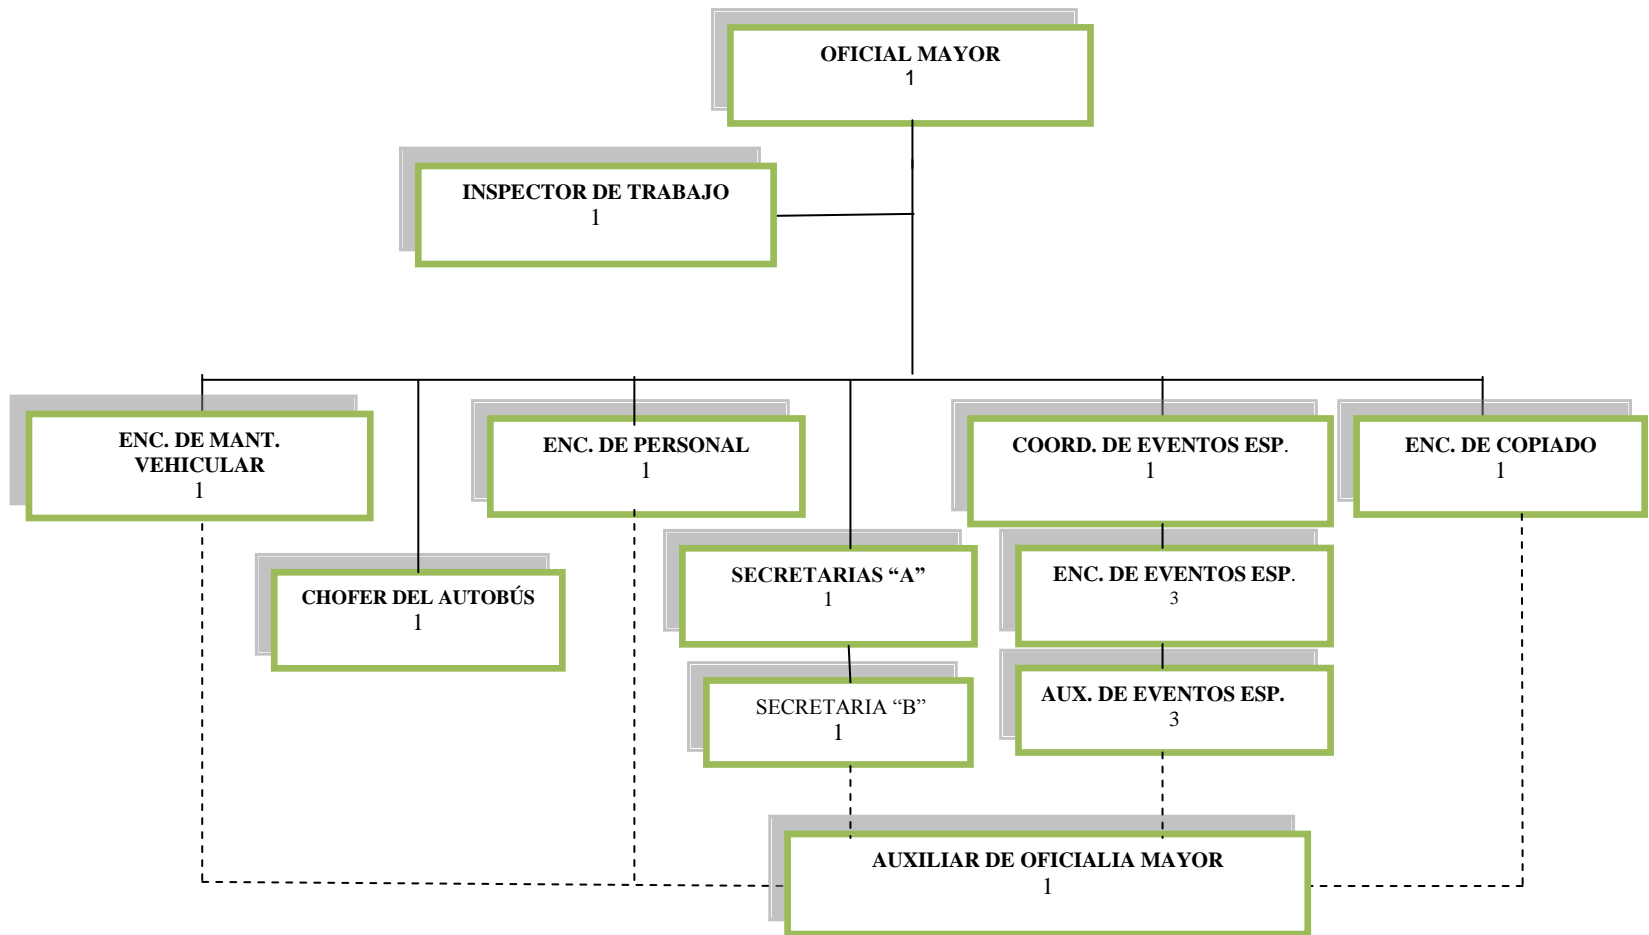 OFICIAL MAYOR
1
INSPECTOR DE TRABAJO
1
ENC. DE MANT.
VEHICULAR
1
ENC. DE PERSONAL
1
COORD. DE EVENTOS ESP.
1
ENC. DE COPIADO
1
CHOFER DEL AUTOBÚS
1
SECRETARIAS “A”
1
ENC. DE EVENTOS ESP.
3
SECRETARIA “B”
1
AUX. DE EVENTOS ESP.
3
AUXILIAR DE OFICIALIA MAYOR
1